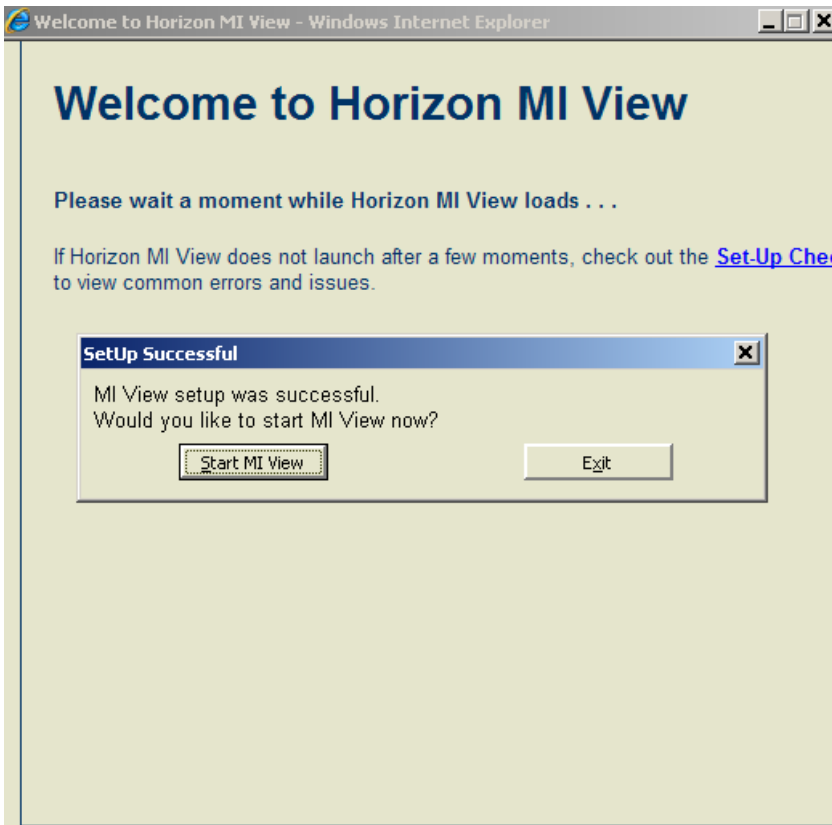 Welcome to Horizon MI View - Windows Internet Explorer
Welcome to Horizon MI View
Please wait a moment while Horizon MI View loads . . .
If Horizon MI View does not launch after a few moments, check out the Set-Up
to view common errors and issues.
SetUp Successful
MI View setup was successful.
Would you like to start MI View now?
Start MI View
Exit